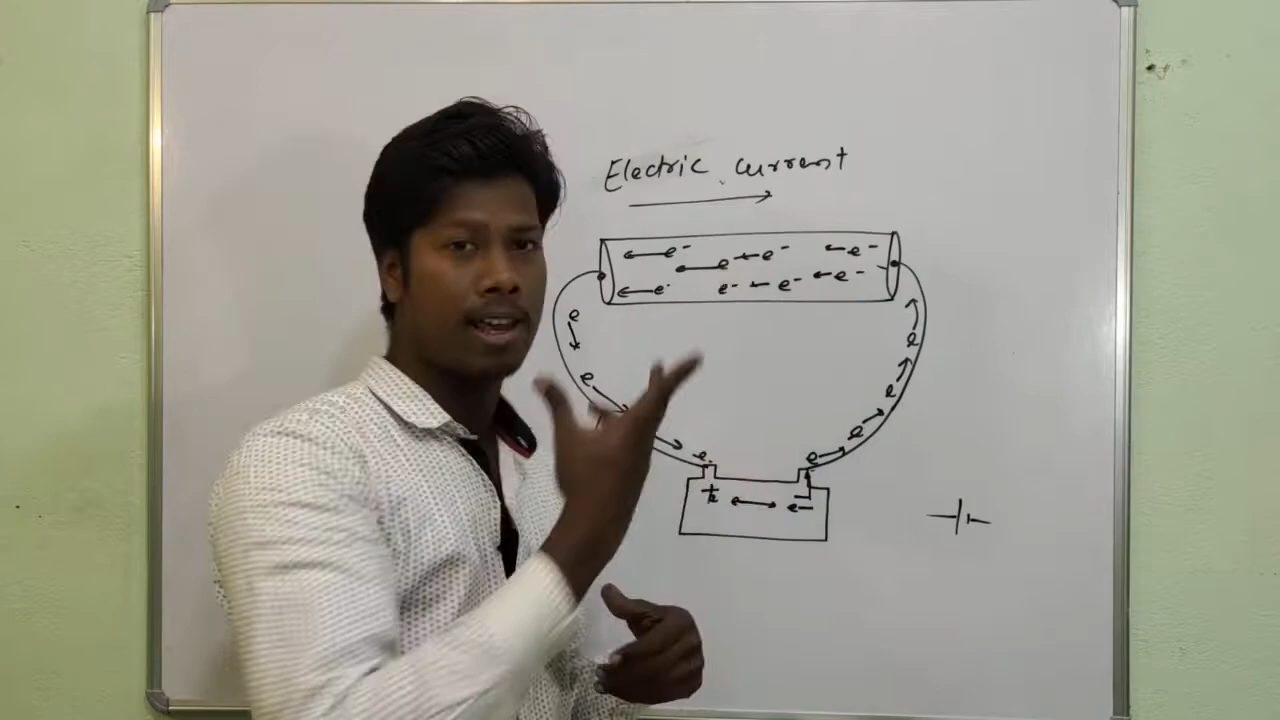 Electric current
e⁻ e⁻ e⁻
e
e⁻ e⁻ e⁻ e⁻
e e
e e
e e
e e
+ e⁻